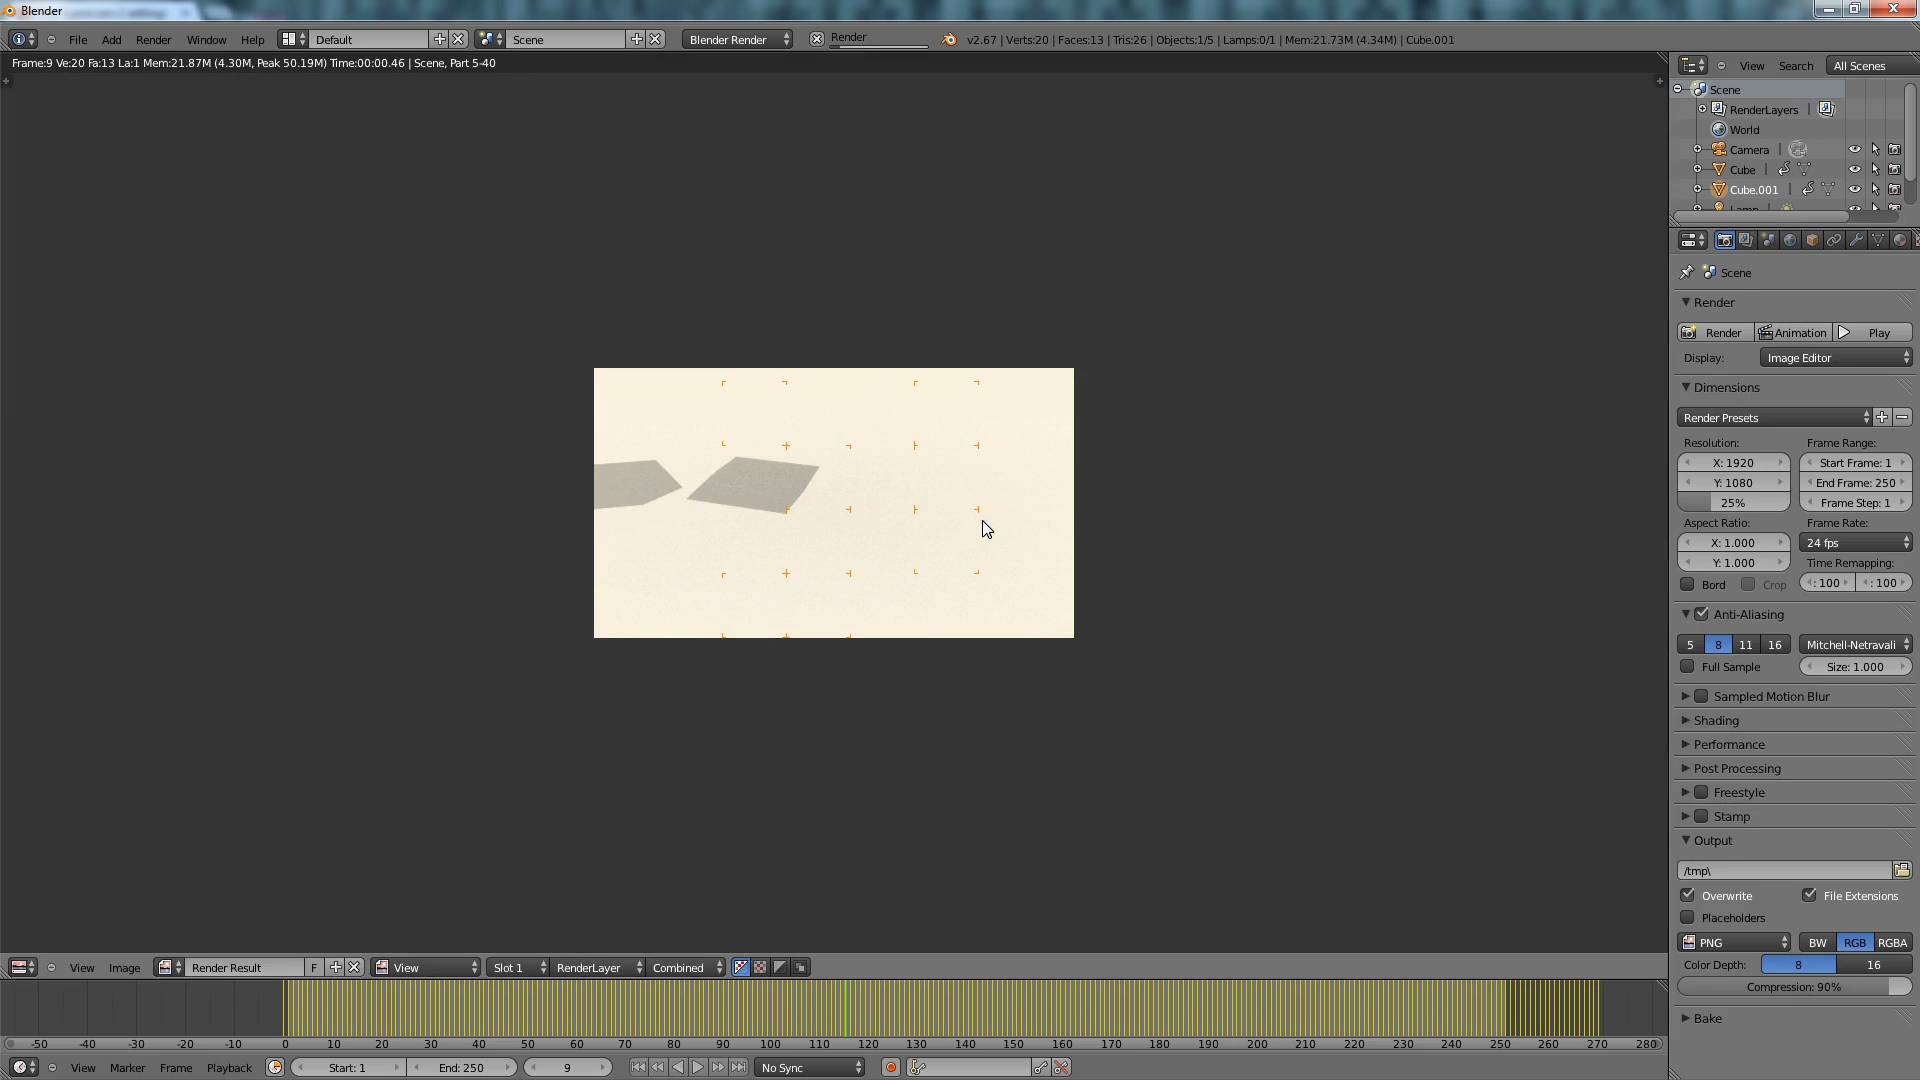 Blender
File Add Render Window Help Default Scene Blender Render Render v2.67 | Verts:20 | Faces:13 | Tris:26 | Objects:1/5 | Lamps:0/1 | Mem:21.73M (4.34M) | Cube.001
Frame:9 Ve:20 Fa:13 La:1 Mem:21.87M (4.30M, Peak 50.19M) Time:00:00.46 | Scene, Part 5-40
View Search All Scenes
Scene
RenderLayers |
World
Camera |
Cube |
Cube.001 |
Lamp
Scene
Render
Render Animation Play
Display: Image Editor
Dimensions
Render Presets
Resolution: Frame Range:
X: 1920 Start Frame: 1
Y: 1080 End Frame: 250
25% Frame Step: 1
Aspect Ratio: Frame Rate:
X: 1.000 24 fps
Y: 1.000 Time Remapping:
Bord Crop : 100 : 100
Anti-Aliasing
5 8 11 16 Mitchell-Netravali
Full Sample Size: 1.000
Sampled Motion Blur
Shading
Performance
Post Processing
Freestyle
Stamp
Output
/tmp\
Overwrite File Extensions
Placeholders
PNG BW RGB RGBA
Color Depth: 8 16
Compression: 90%
Bake
View Image Render Result F View Slot 1 RenderLayer Combined
-50 -40 -30 -20 -10 0 10 20 30 40 50 60 70 80 90 100 110 120 130 140 150 160 170 180 190 200 210 220 230 240 250 260 270 280
View Marker Frame Playback Start: 1 End: 250 9 No Sync